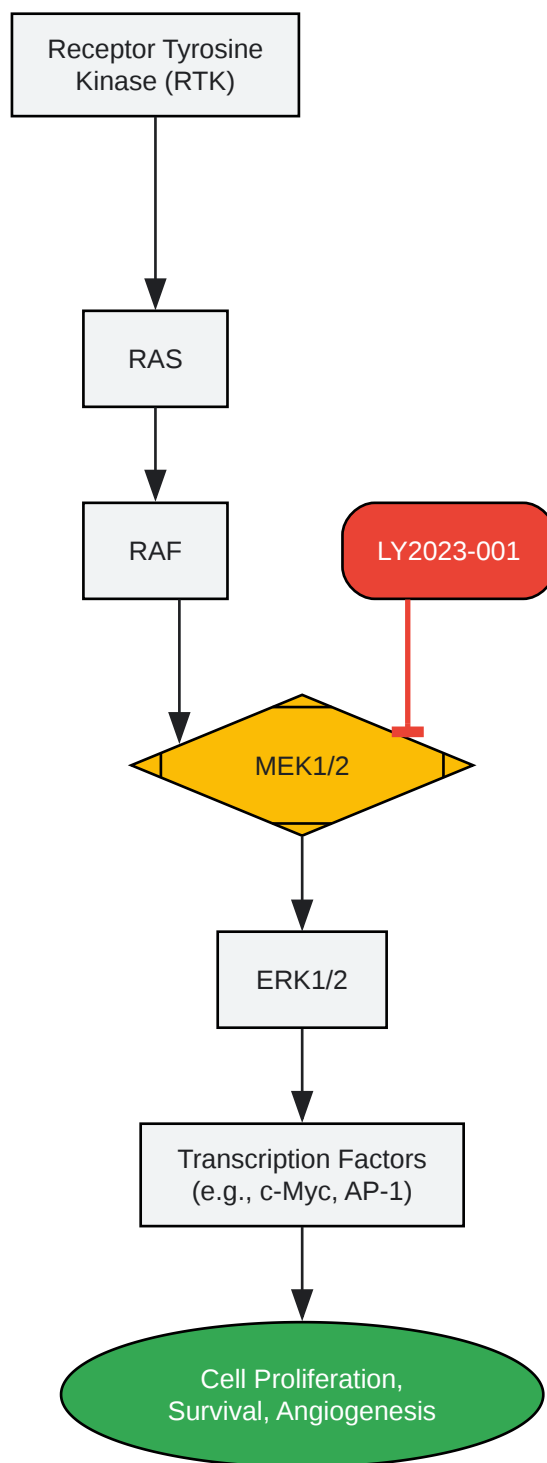 Receptor Tyrosine
Kinase (RTK)
RAS
RAF
LY2023-001
MEK1/2
ERK1/2
Transcription Factors
(e.g., c-Myc, AP-1)
Cell Proliferation,
Survival, Angiogenesis